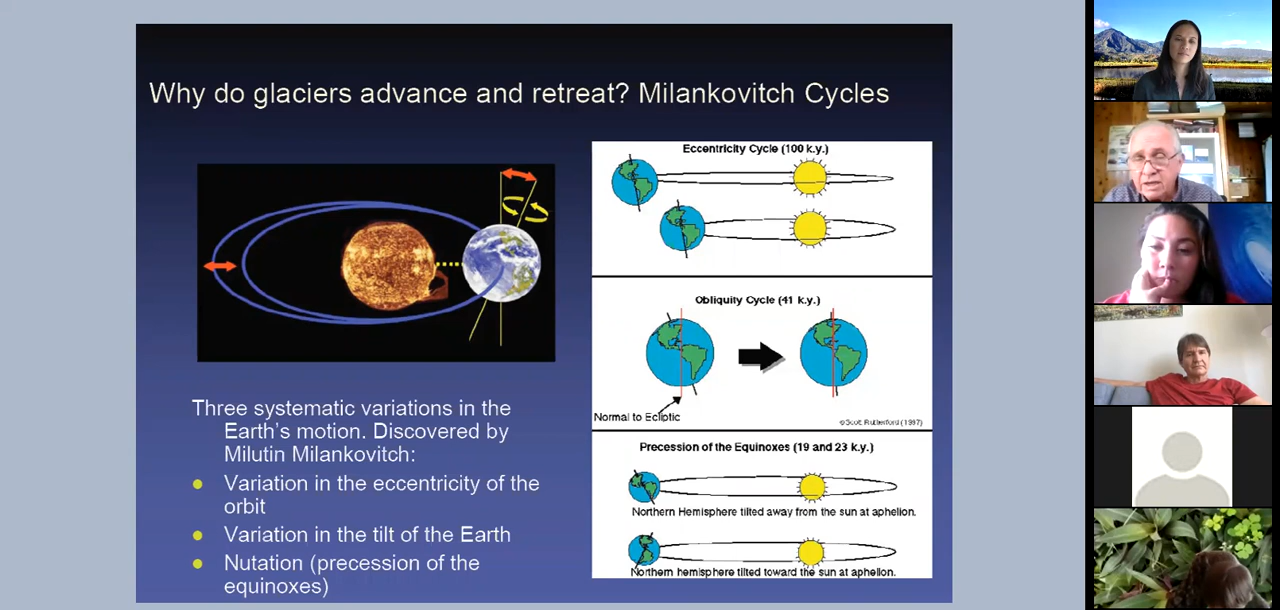 Why do glaciers advance and retreat? Milankovitch Cycles
Three systematic variations in the
Earth's motion. Discovered by
Milutin Milankovitch:
Variation in the eccentricity of the
orbit
Variation in the tilt of the Earth
Nutation (precession of the
equinoxes)
Eccentricity Cycle (100 k.y.)
Obliquity Cycle (41 k.y.)
Normal to Ecliptic
©Scott Rutherford (1997)
Precession of the Equinoxes (19 and 23 k.y.)
Northern Hemisphere tilted away from the sun at aphelion.
Northern hemisphere tilted toward the sun at aphelion.